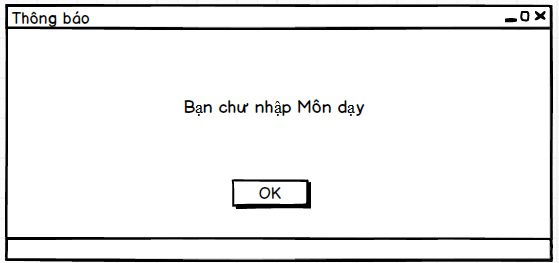 Thông báo
Bạn chư nhập Môn dạy
OK